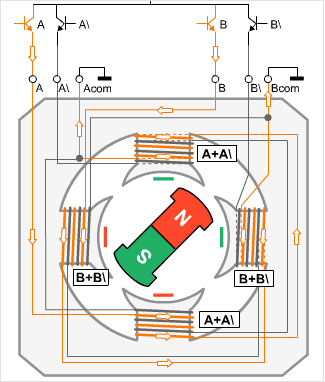 A A\ B B\
A A\ Acom B B\ Bcom
A+A\
N
S
B+B\ B+B\
A+A\